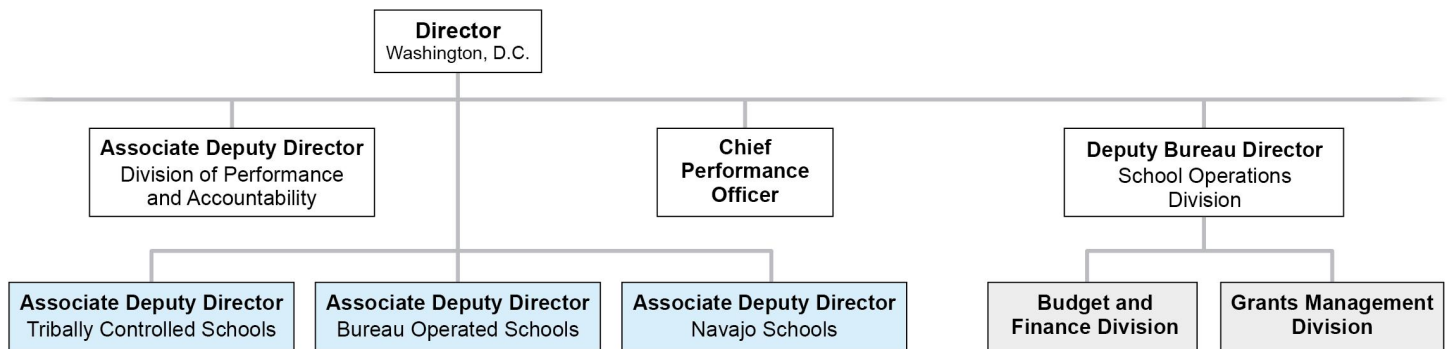 Director
Washington, D.C.
Associate Deputy Director
Division of Performance
and Accountability
Chief
Performance
Officer
Deputy Bureau Director
School Operations
Division
Associate Deputy Director
Tribally Controlled Schools
Associate Deputy Director
Bureau Operated Schools
Associate Deputy Director
Navajo Schools
Budget and
Finance Division
Grants Management
Division